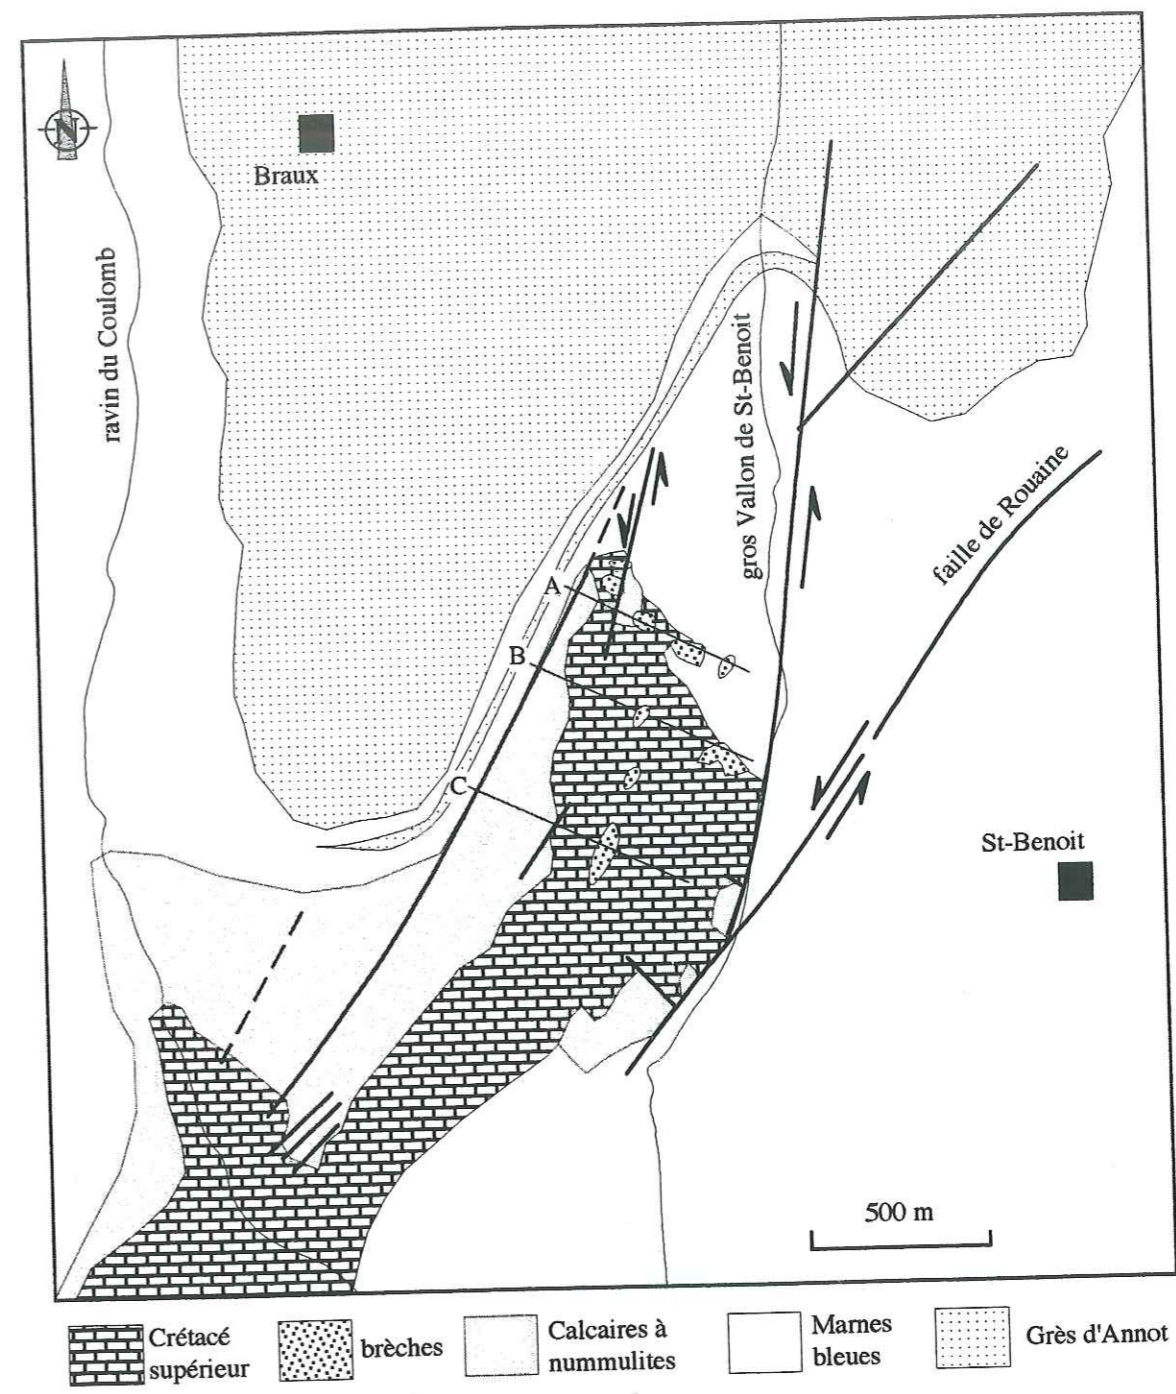 N
Braux
ravin du Coulomb
gros Vallon de St-Benoit
faille de Rouaine
A
B
C
St-Benoit
500 m
Crétacé
supérieur
brèches
Calcaires à
nummulites
Marnes
bleues
Grès d'Annot